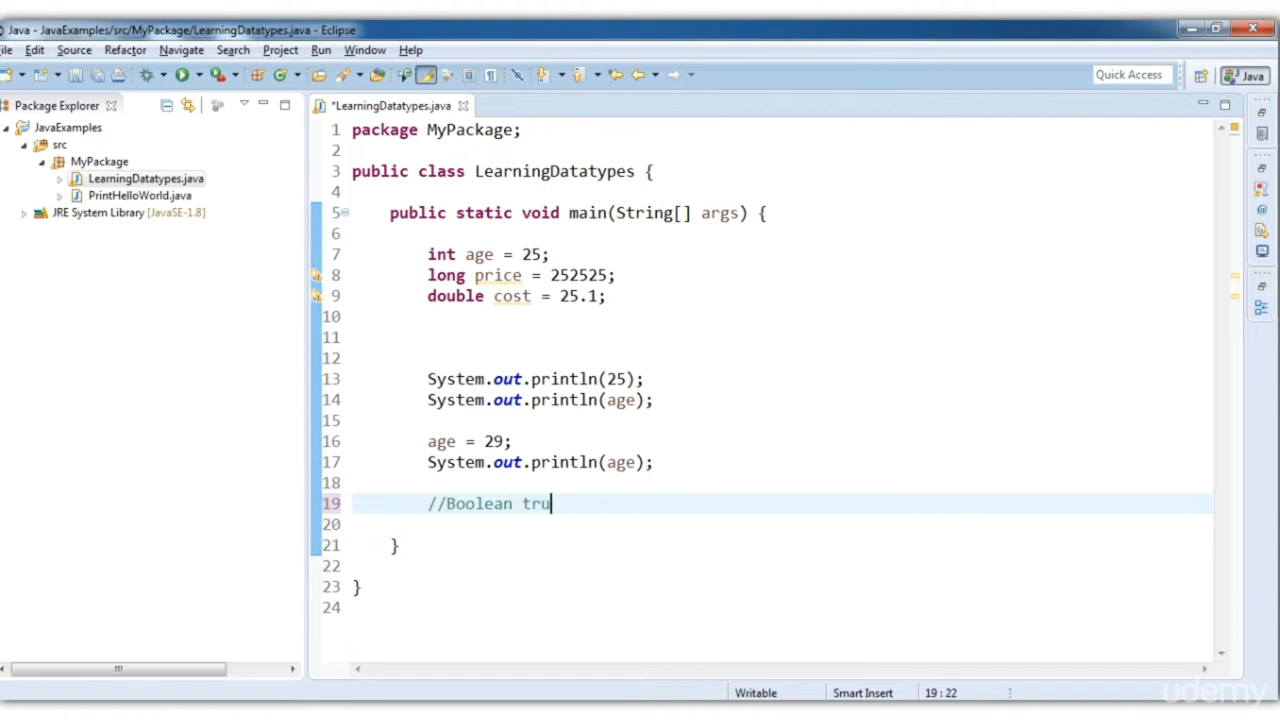 Java - JavaExamples/src/MyPackage/LearningDatatypes.java - Eclipse
ile Edit Source Refactor Navigate Search Project Run Window Help
Quick Access
Java
Package Explorer
*LearningDatatypes.java
JavaExamples
src
MyPackage
LearningDatatypes.java
PrintHelloWorld.java
JRE System Library [JavaSE-1.8]
1 package MyPackage;
2
3 public class LearningDatatypes {
4
5 public static void main(String[] args) {
6
7 int age = 25;
8 long price = 252525;
9 double cost = 25.1;
10
11
12
13 System.out.println(25);
14 System.out.println(age);
15
16 age = 29;
17 System.out.println(age);
18
19 //Boolean tru
20
21 }
22
23 }
24
Writable Smart Insert 19 : 22
udemy